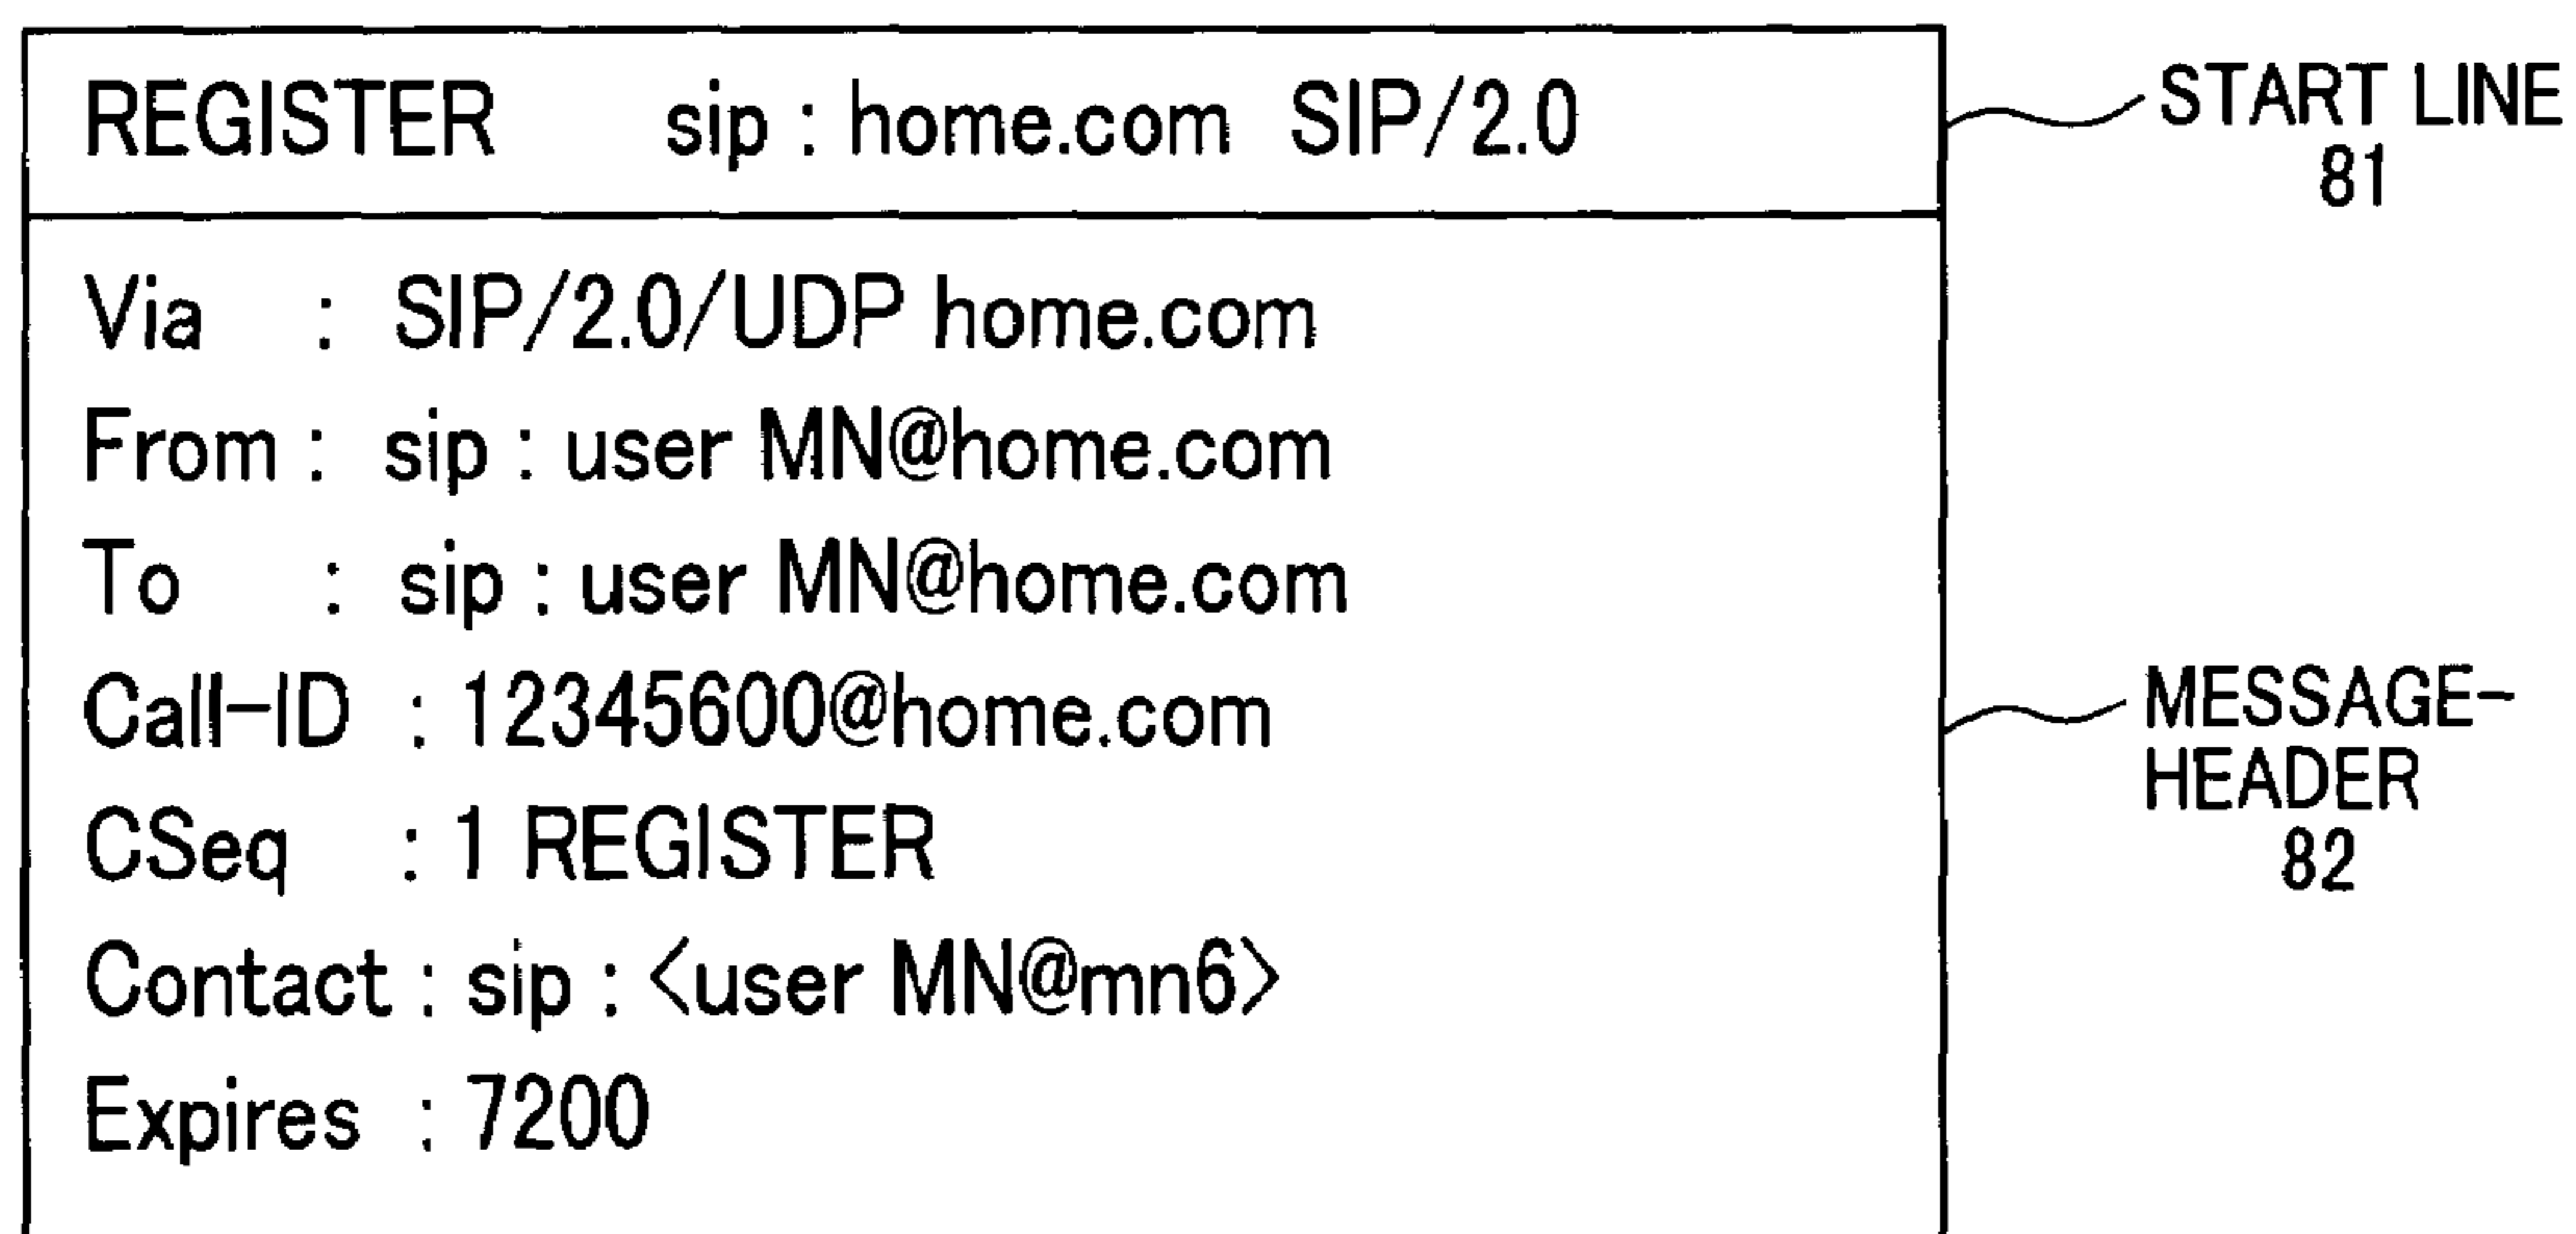 REGISTER sip : home.com SIP/2.0
START LINE
81
Via : SIP/2.0/UDP home.com
From : sip : user MN@home.com
To : sip : user MN@home.com
Call-ID : 12345600@home.com
CSeq : 1 REGISTER
Contact : sip : <user MN@mn6>
Expires : 7200
MESSAGE-
HEADER
82